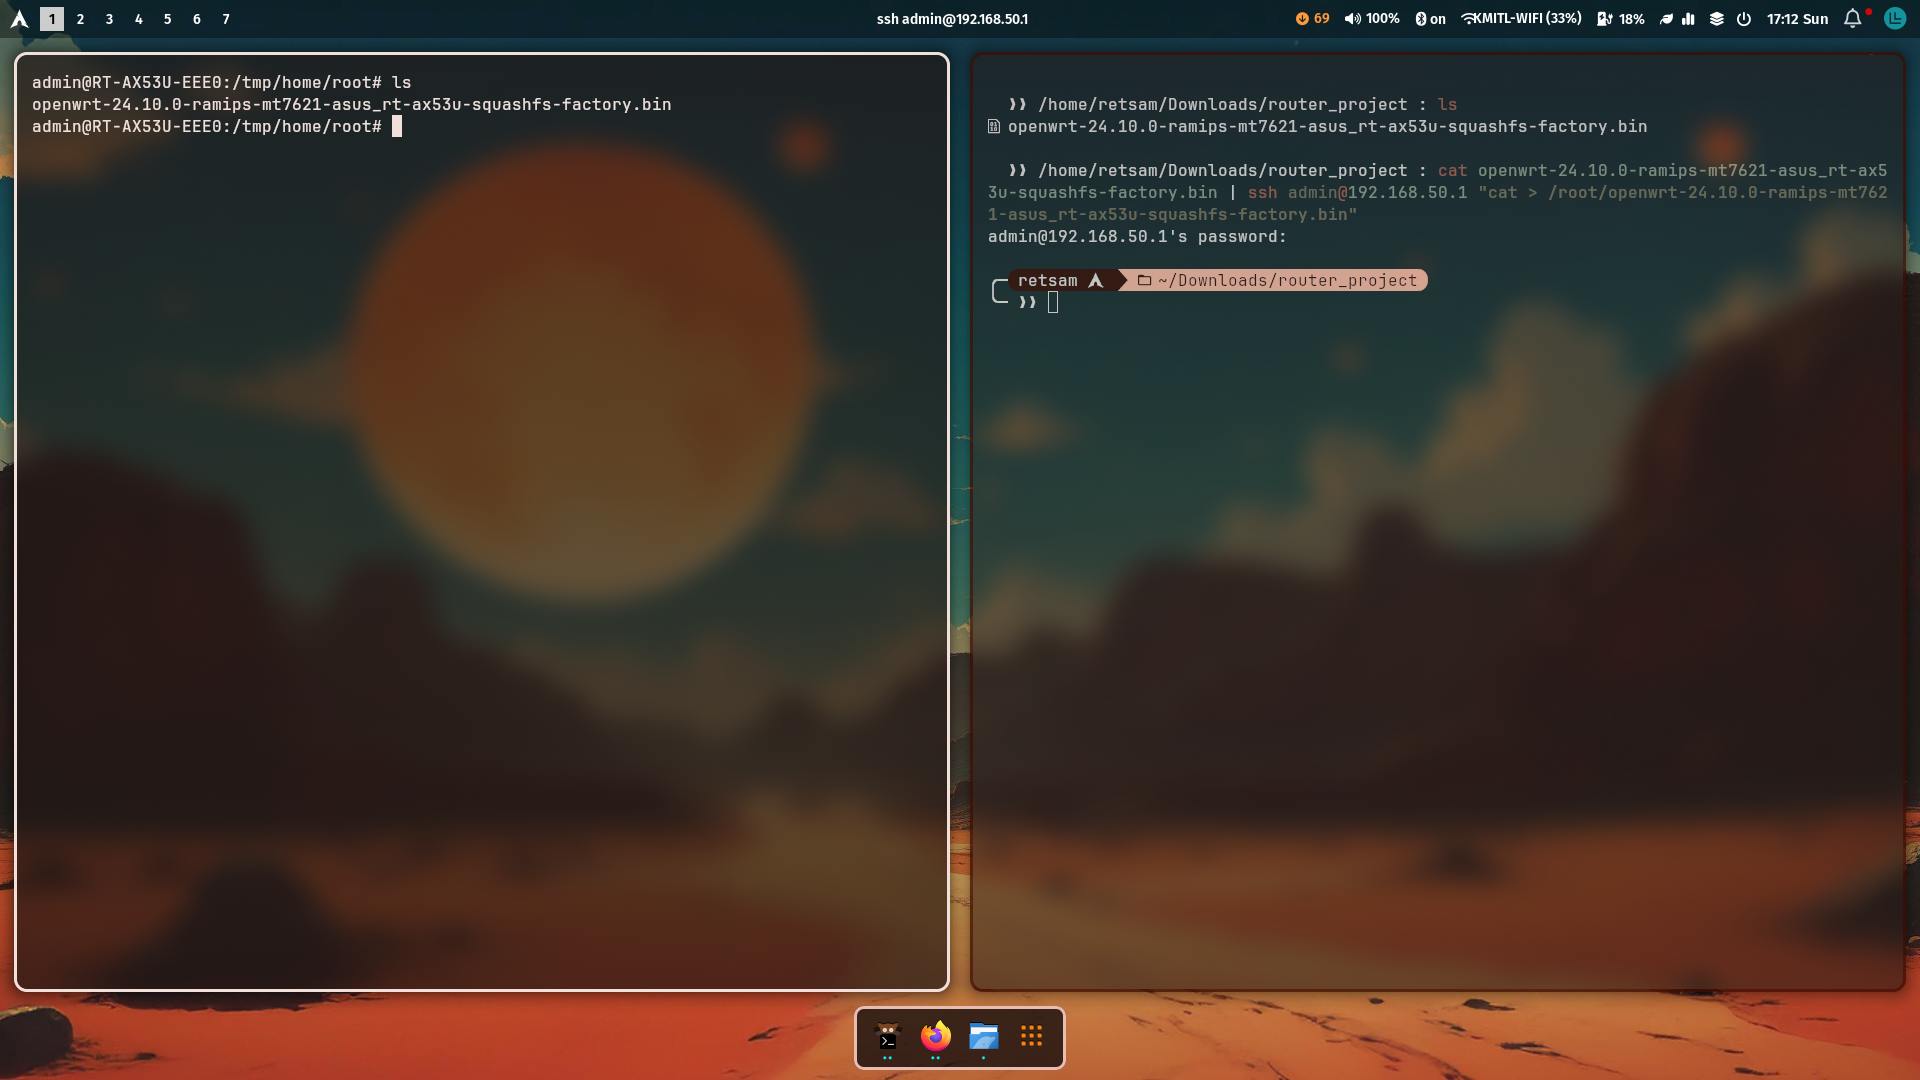 1 2 3 4 5 6 7
ssh admin@192.168.50.1
69 100% on KMITL-WIFI (33%) 18% 17:12 Sun
admin@RT-AX53U-EEE0:/tmp/home/root# ls
openwrt-24.10.0-ramips-mt7621-asus_rt-ax53u-squashfs-factory.bin
admin@RT-AX53U-EEE0:/tmp/home/root#
❫❫ /home/retsam/Downloads/router_project : ls
openwrt-24.10.0-ramips-mt7621-asus_rt-ax53u-squashfs-factory.bin
❫❫ /home/retsam/Downloads/router_project : cat openwrt-24.10.0-ramips-mt7621-asus_rt-ax5
3u-squashfs-factory.bin | ssh admin@192.168.50.1 "cat > /root/openwrt-24.10.0-ramips-mt762
1-asus_rt-ax53u-squashfs-factory.bin"
admin@192.168.50.1's password:
retsam ~/Downloads/router_project
❫❫